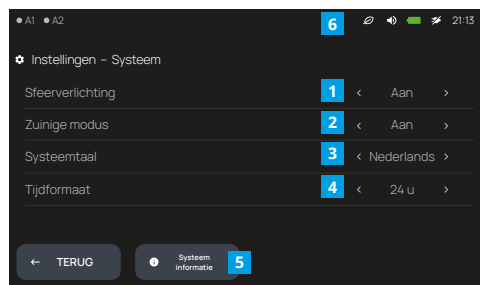 A1 A2 6 21:13
Instellingen – Systeem
Sfeerverlichting 1 < Aan >
Zuinige modus 2 < Aan >
Systeemtaal 3 < Nederlands >
Tijdformaat 4 < 24 u >
← TERUG
Systeem
informatie
5